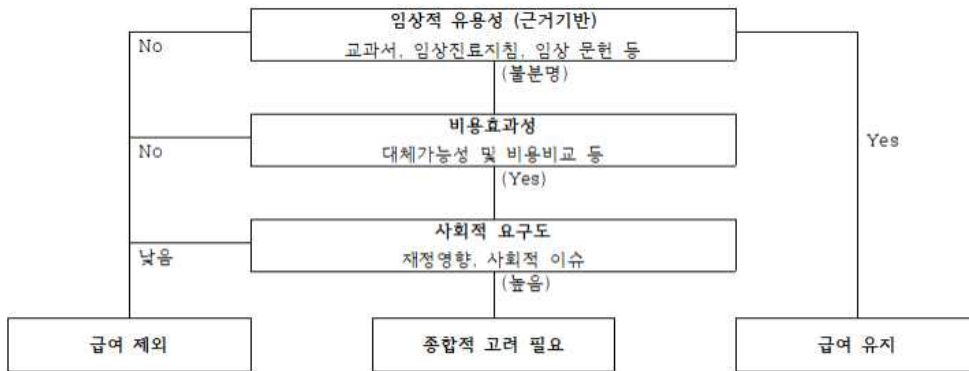 임상적 유용성 (근거기반)
No
교과서, 임상진료지침, 임상 문헌 등
(불분명)
비용효과성
Yes
No
대체가능성 및 비용비교 등
(Yes)
사회적 요구도
낮음
재정영향, 사회적 이슈
(높음)
급여 제외
종합적 고려 필요
급여 유지